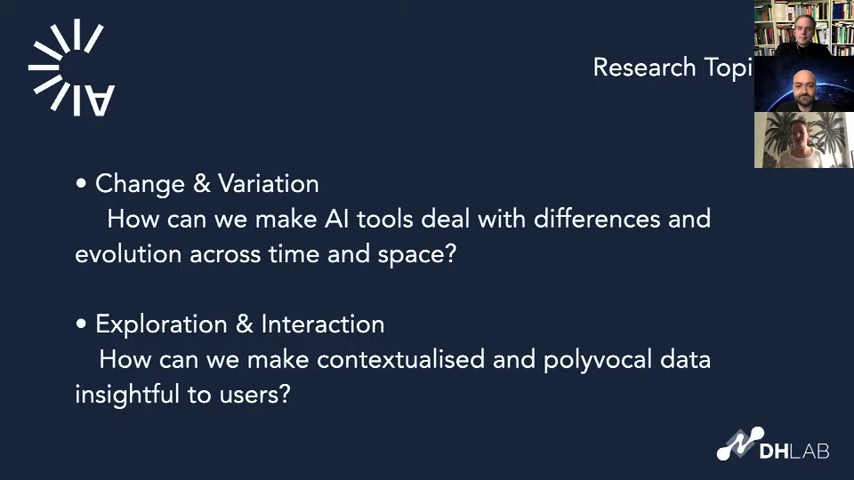 Research Topi
• Change & Variation
How can we make AI tools deal with differences and
evolution across time and space?
• Exploration & Interaction
How can we make contextualised and polyvocal data
insightful to users?
DHLAB